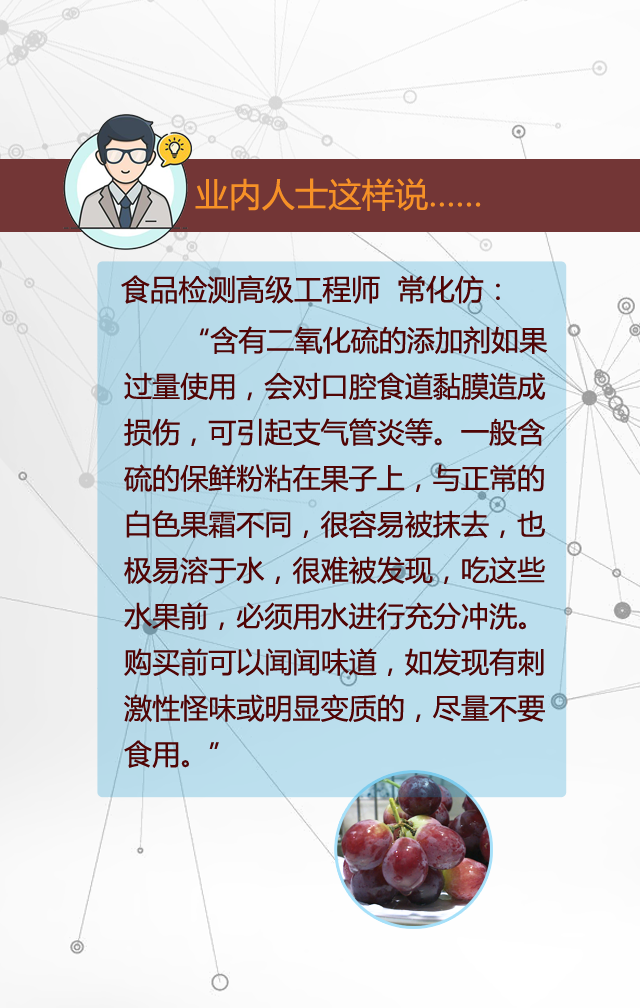 业内人士这样说……
食品检测高级工程师 常化仿：
“含有二氧化硫的添加剂如果
过量使用，会对口腔食道黏膜造成
损伤，可引起支气管炎等。一般含
硫的保鲜粉粘在果子上，与正常的
白色果霜不同，很容易被抹去，也
极易溶于水，很难被发现，吃这些
水果前，必须用水进行充分冲洗。
购买前可以闻闻味道，如发现有刺
激性怪味或明显变质的，尽量不要
食用。”